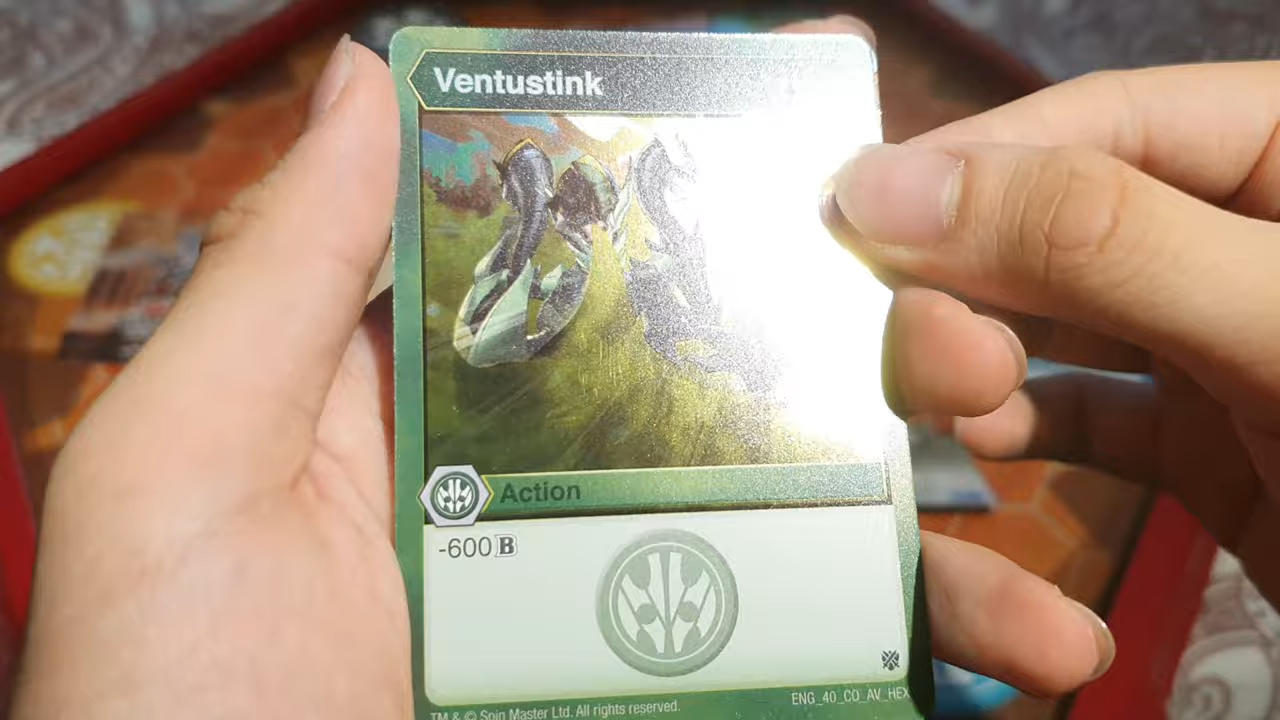 Ventustink
Action
-600 B
ENG_40_CO_AV_HEX
TM & © Spin Master Ltd. All rights reserved.